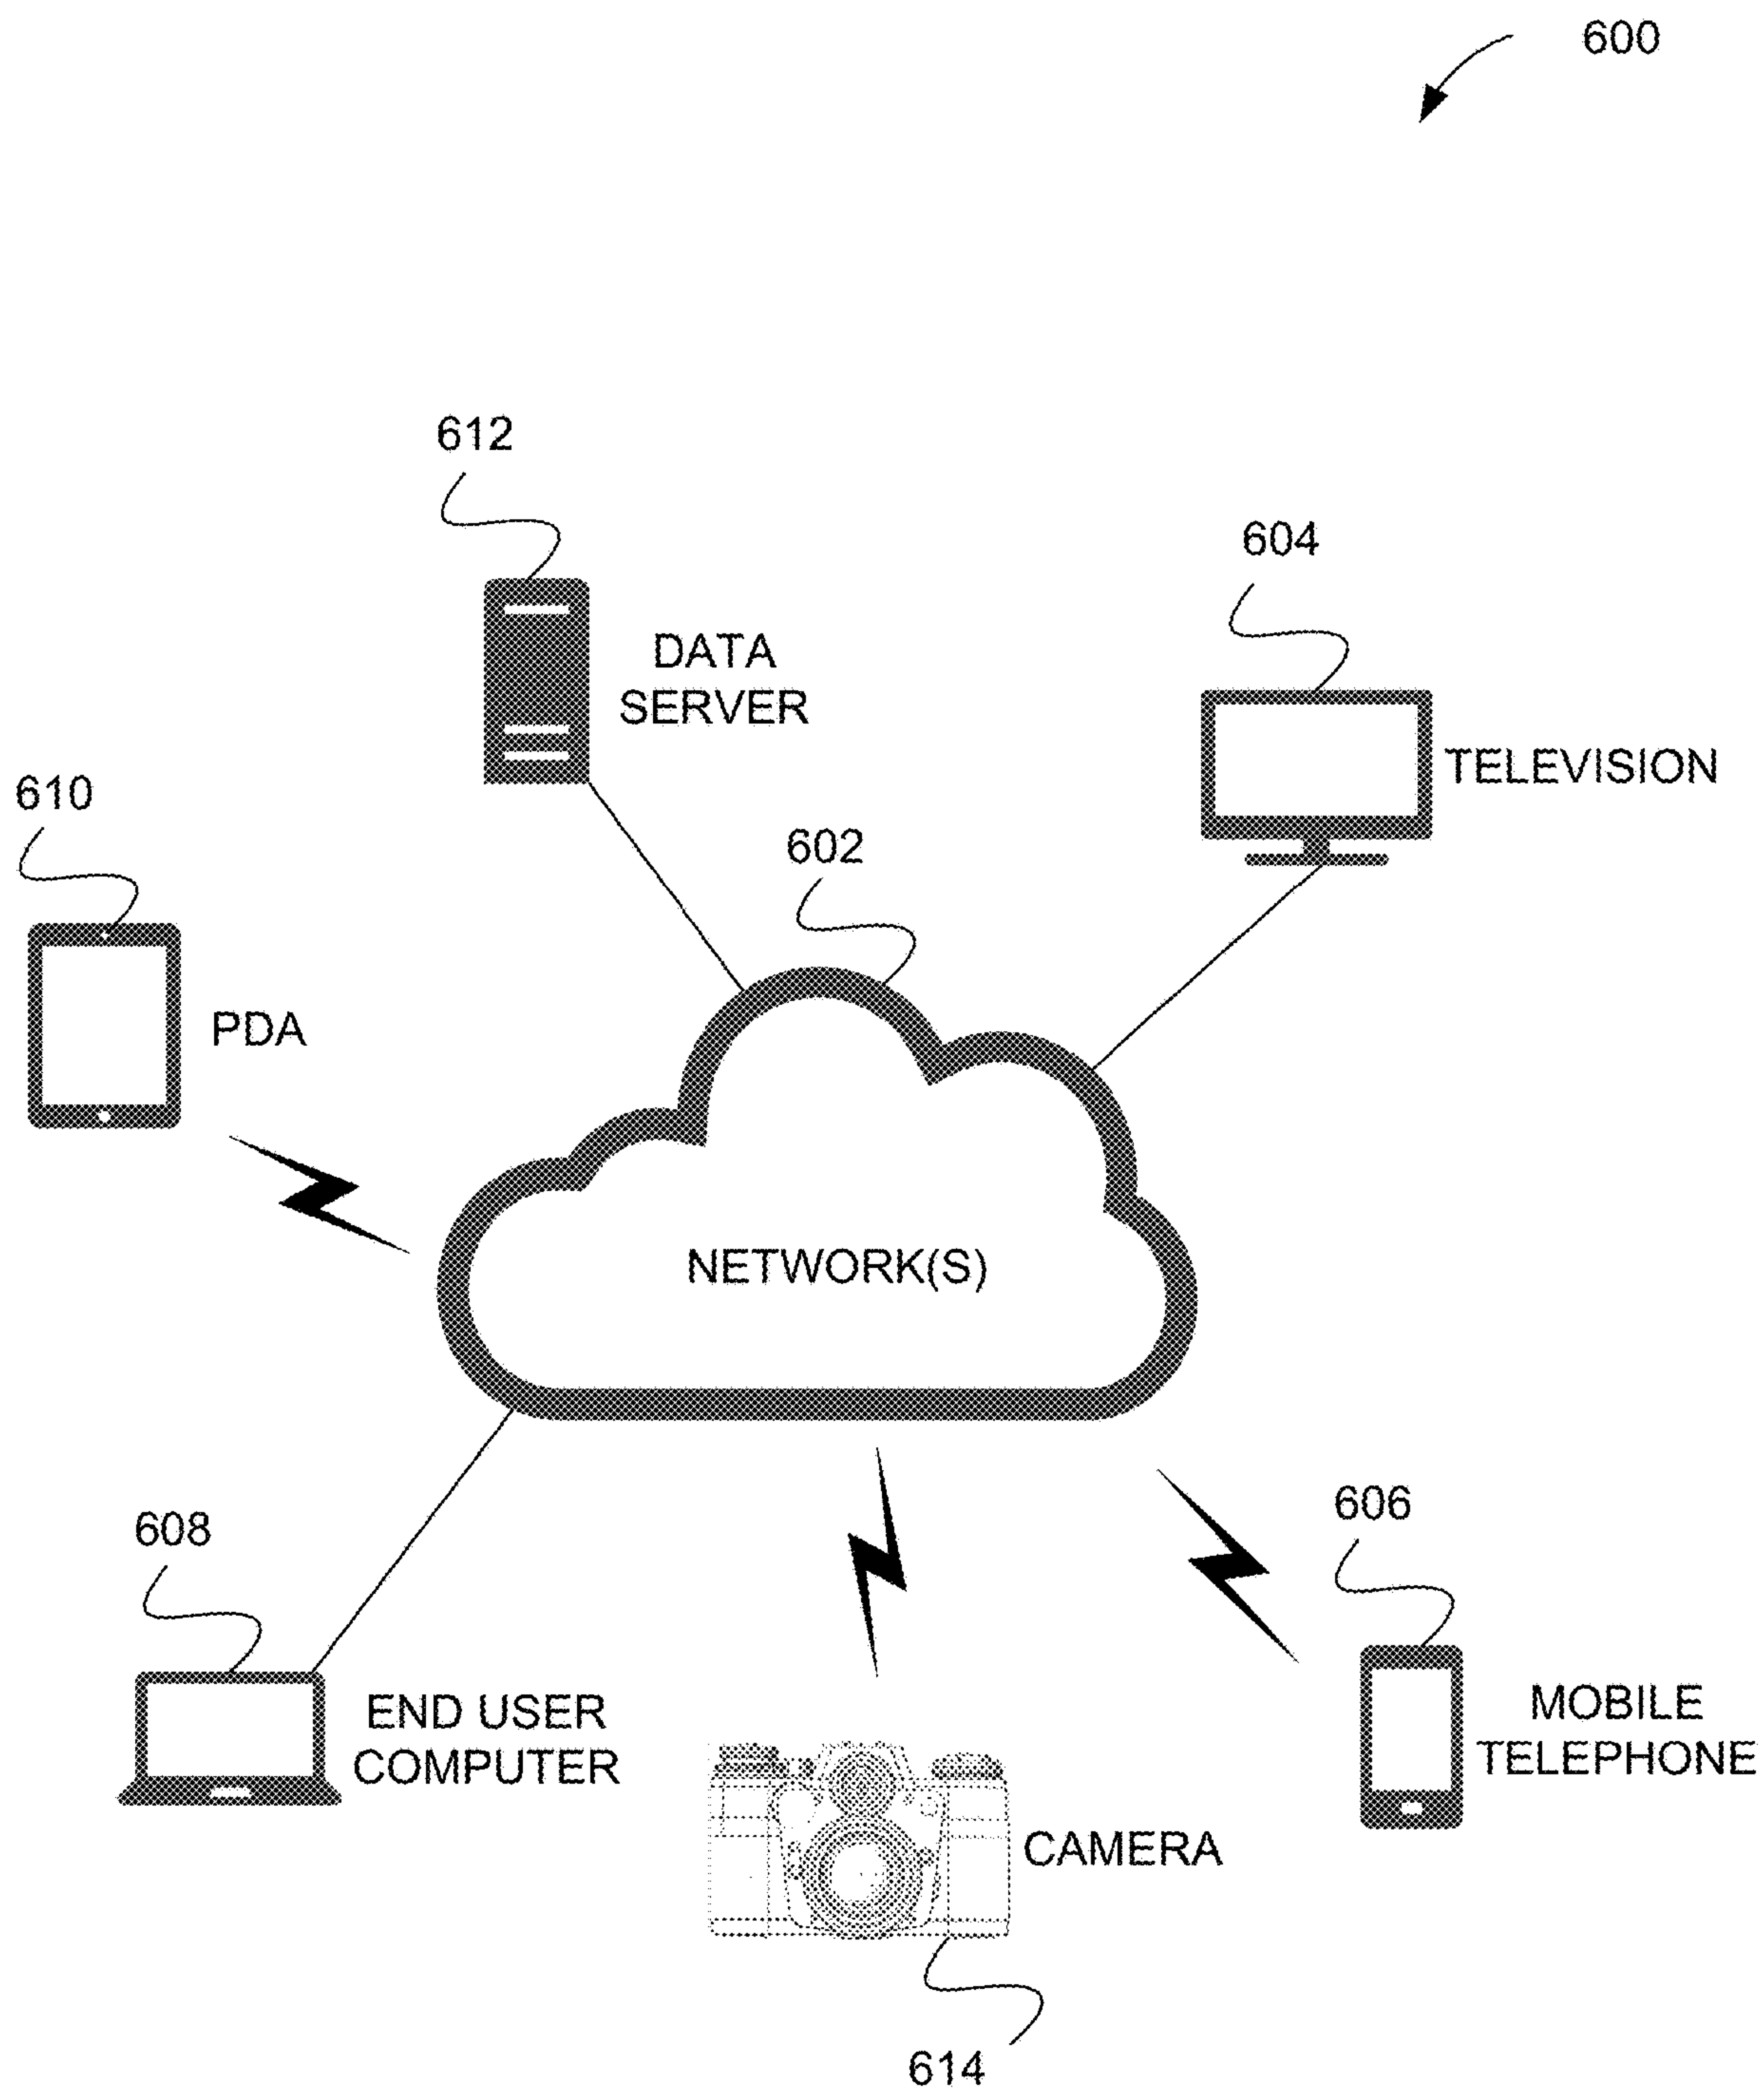 600
612
604
DATA
SERVER
TELEVISION
610
602
PDA
NETWORK(S)
608
606
END USER
COMPUTER
MOBILE
TELEPHONE
CAMERA
614